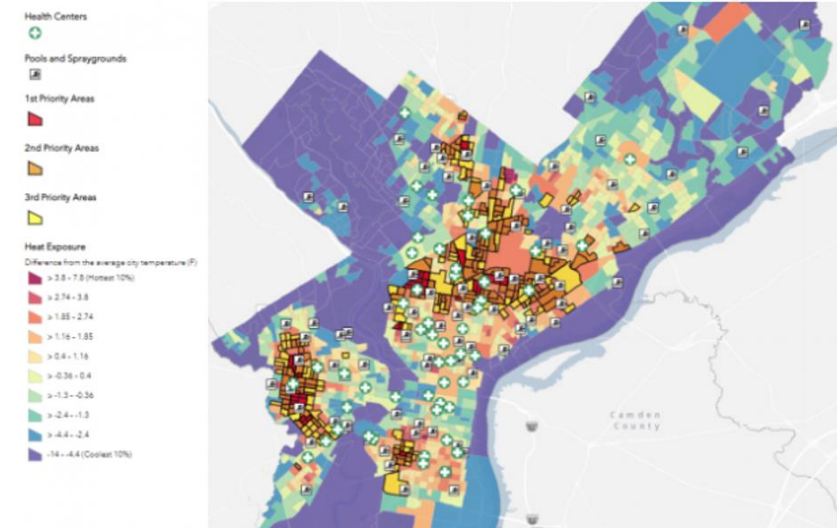 Health Centers
Pools and Spraygrounds
1st Priority Areas
2nd Priority Areas
3rd Priority Areas
Heat Exposure
Difference from the average city temperature (F)
> 3.8 - 7.8 (Hottest 10%)
> 2.74 - 3.8
> 1.85 - 2.74
> 1.16 - 1.85
> 0.4 - 1.16
> -0.36 - 0.4
> -1.3 - -0.36
> -2.4 - -1.3
> -4.4 - -2.4
-14 - -4.4 (Coolest 10%)
Camden
County